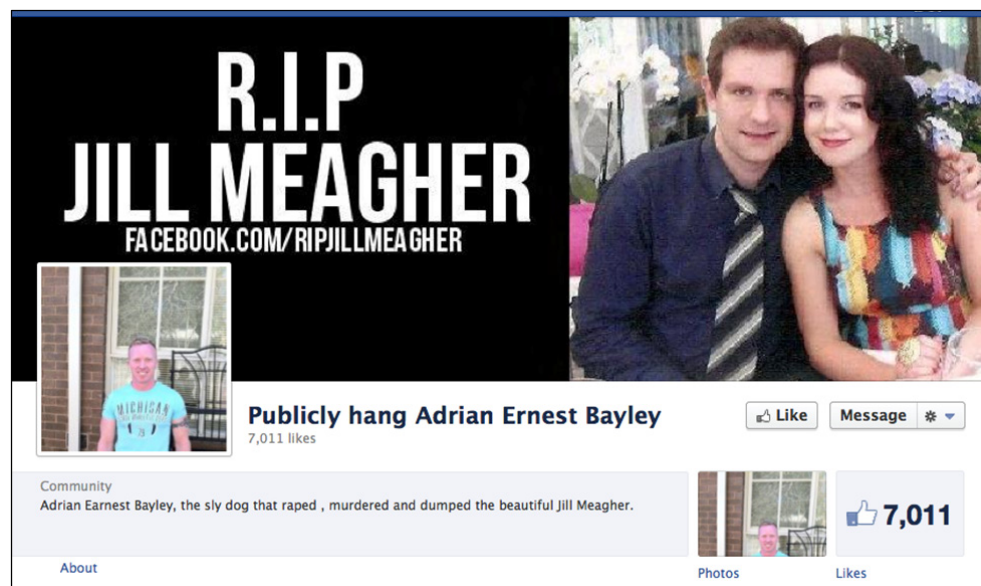 R.I.P
JILL MEAGHER
FACEBOOK.COM/RIPJILLMEAGHER
MICHIGAN
Publicly hang Adrian Ernest Bayley
7,011 likes
Like
Message
Community
Adrian Earnest Bayley, the sly dog that raped , murdered and dumped the beautiful Jill Meagher.
7,011
About
Photos
Likes